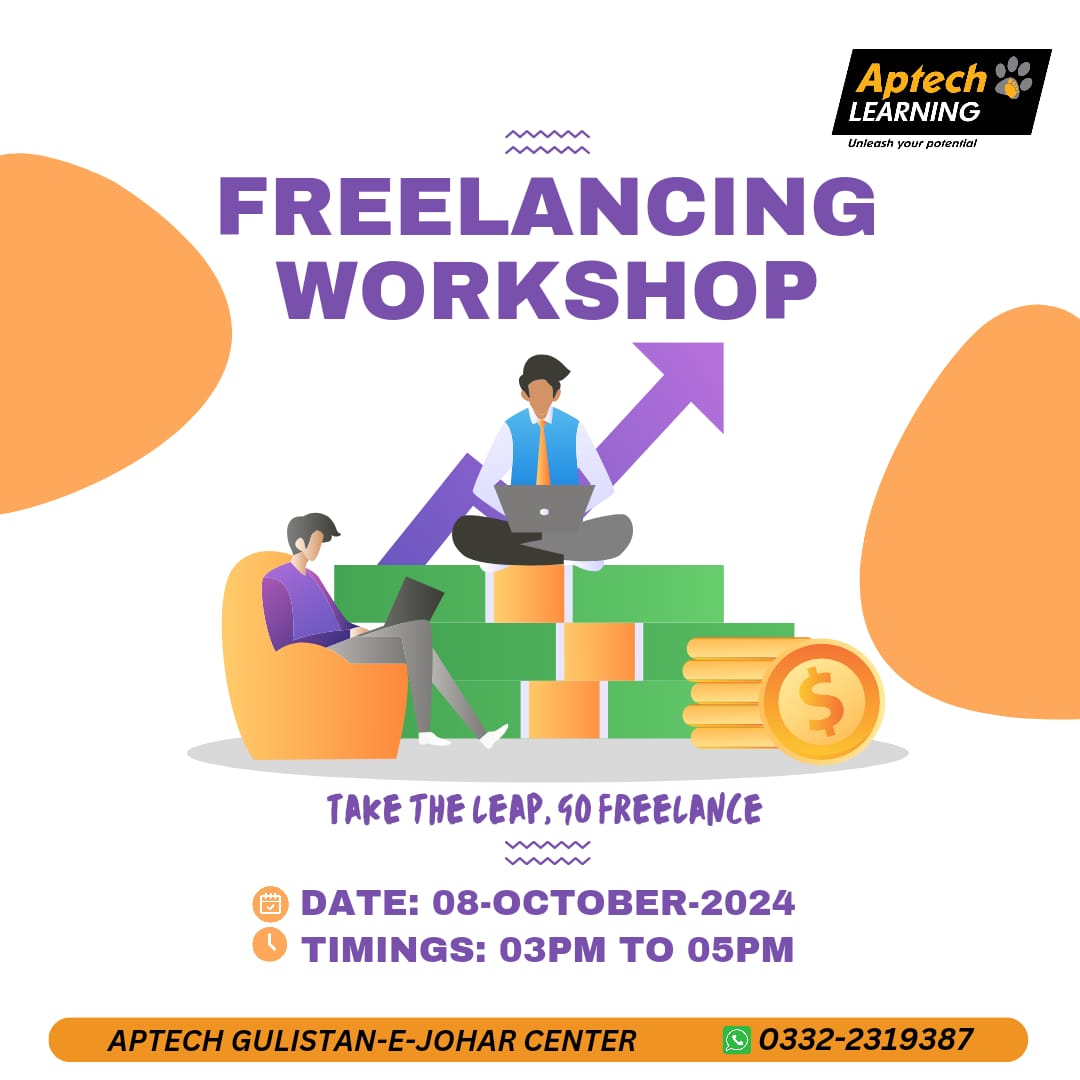 Aptech
LEARNING
Unleash your potential
FREELANCING
WORKSHOP
$
TAKE THE LEAP, GO FREELANCE
DATE: 08-OCTOBER-2024
TIMINGS: 03PM TO 05PM
APTECH GULISTAN-E-JOHAR CENTER 0332-2319387